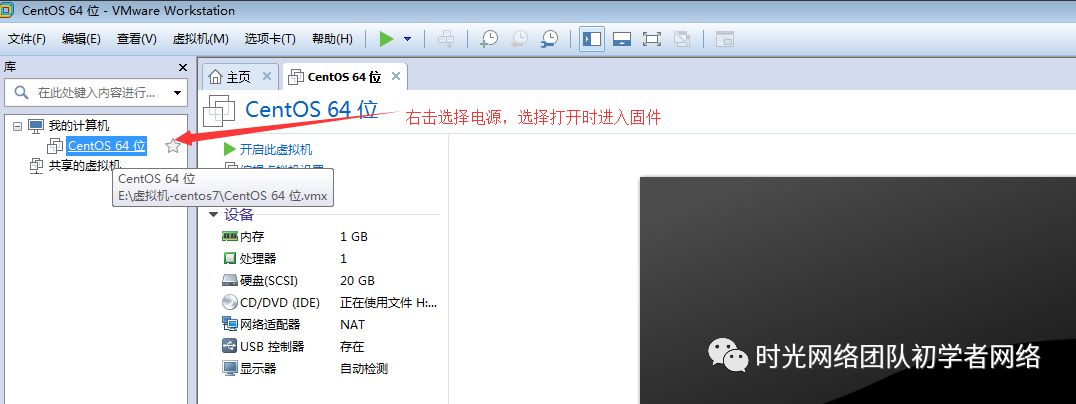 CentOS 64 位 - VMware Workstation
文件(F) 编辑(E) 查看(V) 虚拟机(M) 选项卡(T) 帮助(H)
库
在此处键入内容进行...
我的计算机
CentOS 64 位
共享的虚拟机
CentOS 64 位
E:\虚拟机-centos7\CentOS 64 位.vmx
主页
CentOS 64 位
CentOS 64 位
右击选择电源，选择打开时进入固件
开启此虚拟机
编辑虚拟机设置
设备
内存 1 GB
处理器 1
硬盘(SCSI) 20 GB
CD/DVD (IDE) 正在使用文件 H:...
网络适配器 NAT
USB 控制器 存在
显示器 自动检测
时光网络团队初学者网络